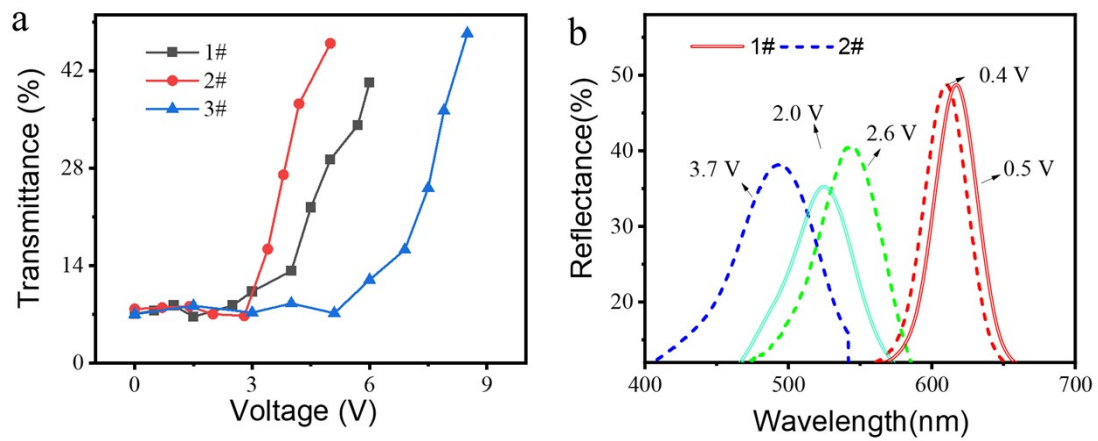 a
Transmittance (%)
42
28
14
0
1#
2#
3#
0
3
6
9
Voltage (V)
b
Reflectance(%)
50
40
30
20
1#
2#
0.4 V
2.0 V
2.6 V
3.7 V
0.5 V
400
500
600
700
Wavelength(nm)